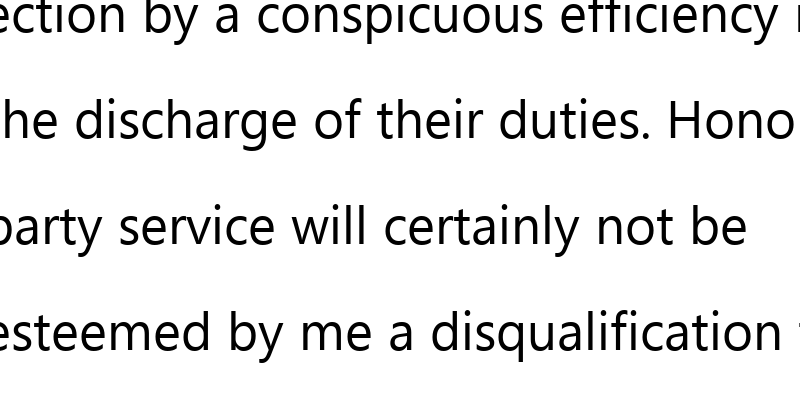 ection by a conspicuous efficiency
he discharge of their duties. Hono
party service will certainly not be
esteemed by me a disqualification